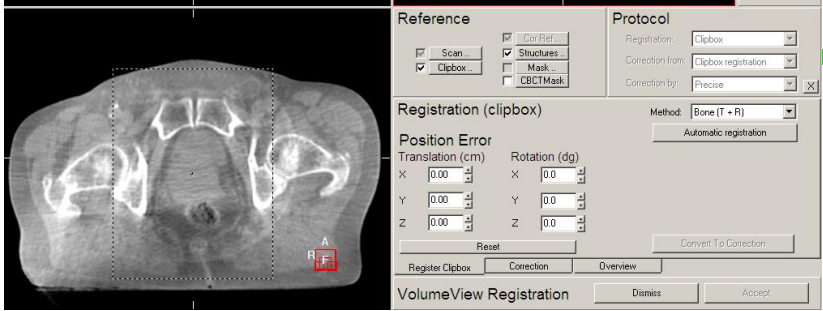 Reference
Cor Ref ..
Scan ..
Structures ..
Clipbox ..
Mask ..
CBCTMask
Protocol
Registration: Clipbox
Correction from: Clipbox registration
Correction by: Precise
X
Registration (clipbox)
Method: Bone (T + R)
Automatic registration
Position Error
Translation (cm) Rotation (dg)
X 0.00 X 0.0
Y 0.00 Y 0.0
Z 0.00 Z 0.0
Reset
Convert To Correction
Register Clipbox Correction Overview
VolumeView Registration Dismiss Accept
A
R
F